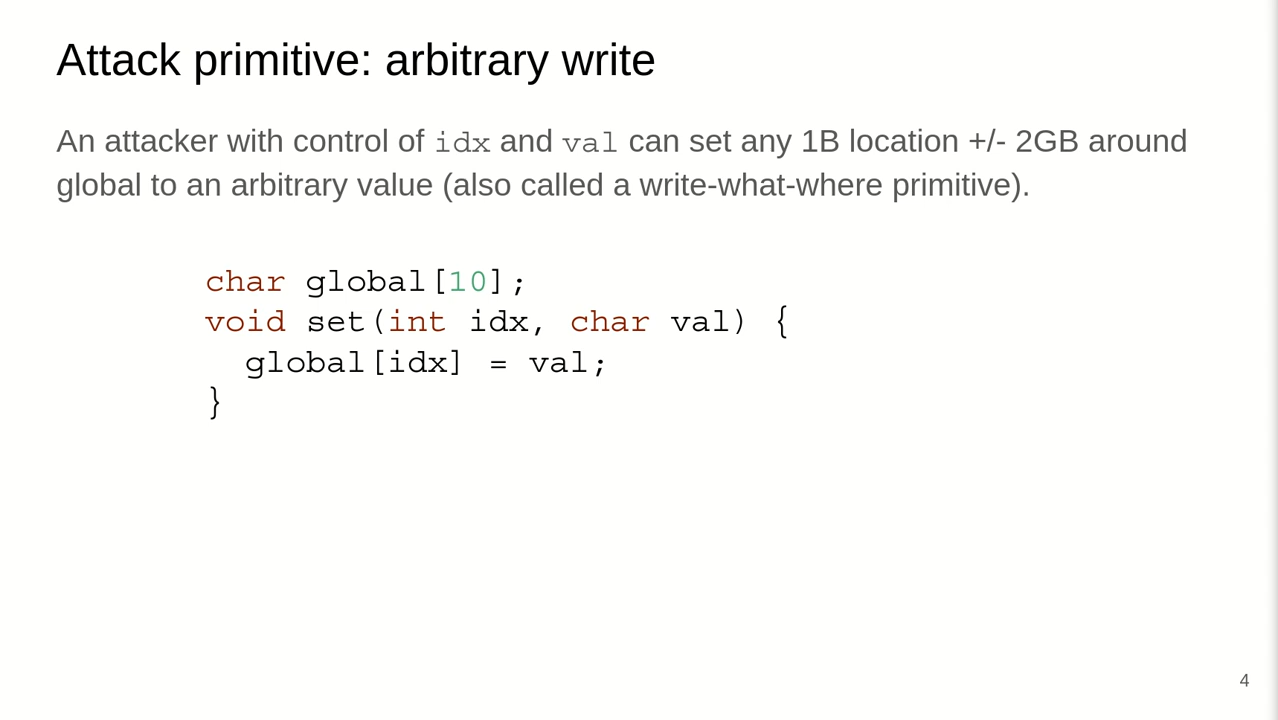 Attack primitive: arbitrary write
An attacker with control of idx and val can set any 1B location +/- 2GB around
global to an arbitrary value (also called a write-what-where primitive).
char global[10];
void set(int idx, char val) {
  global[idx] = val;
}
4